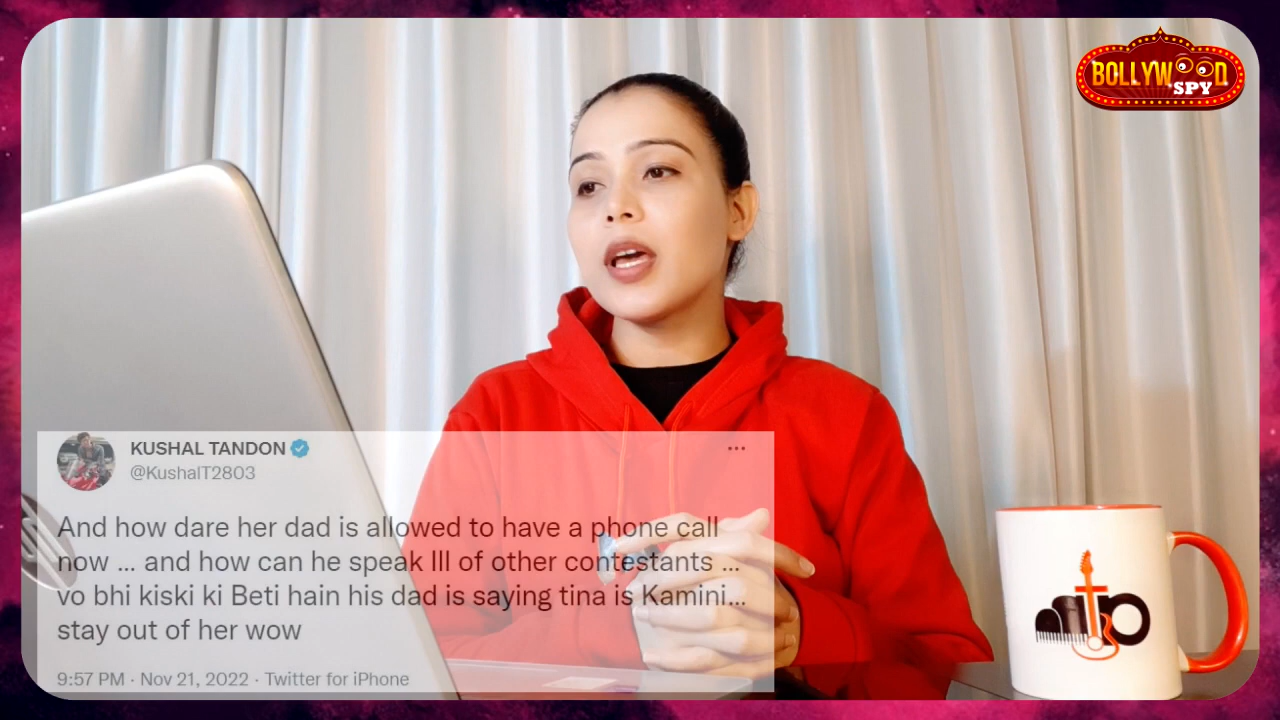 BOLLYWOOD
SPY
KUSHAL TANDON
@KushalT2803
And how dare her dad is allowed to have a phone call
now ... and how can he speak Ill of other contestants ...
vo bhi kiski ki Beti hain his dad is saying tina is Kamini...
stay out of her wow
9:57 PM · Nov 21, 2022 · Twitter for iPhone